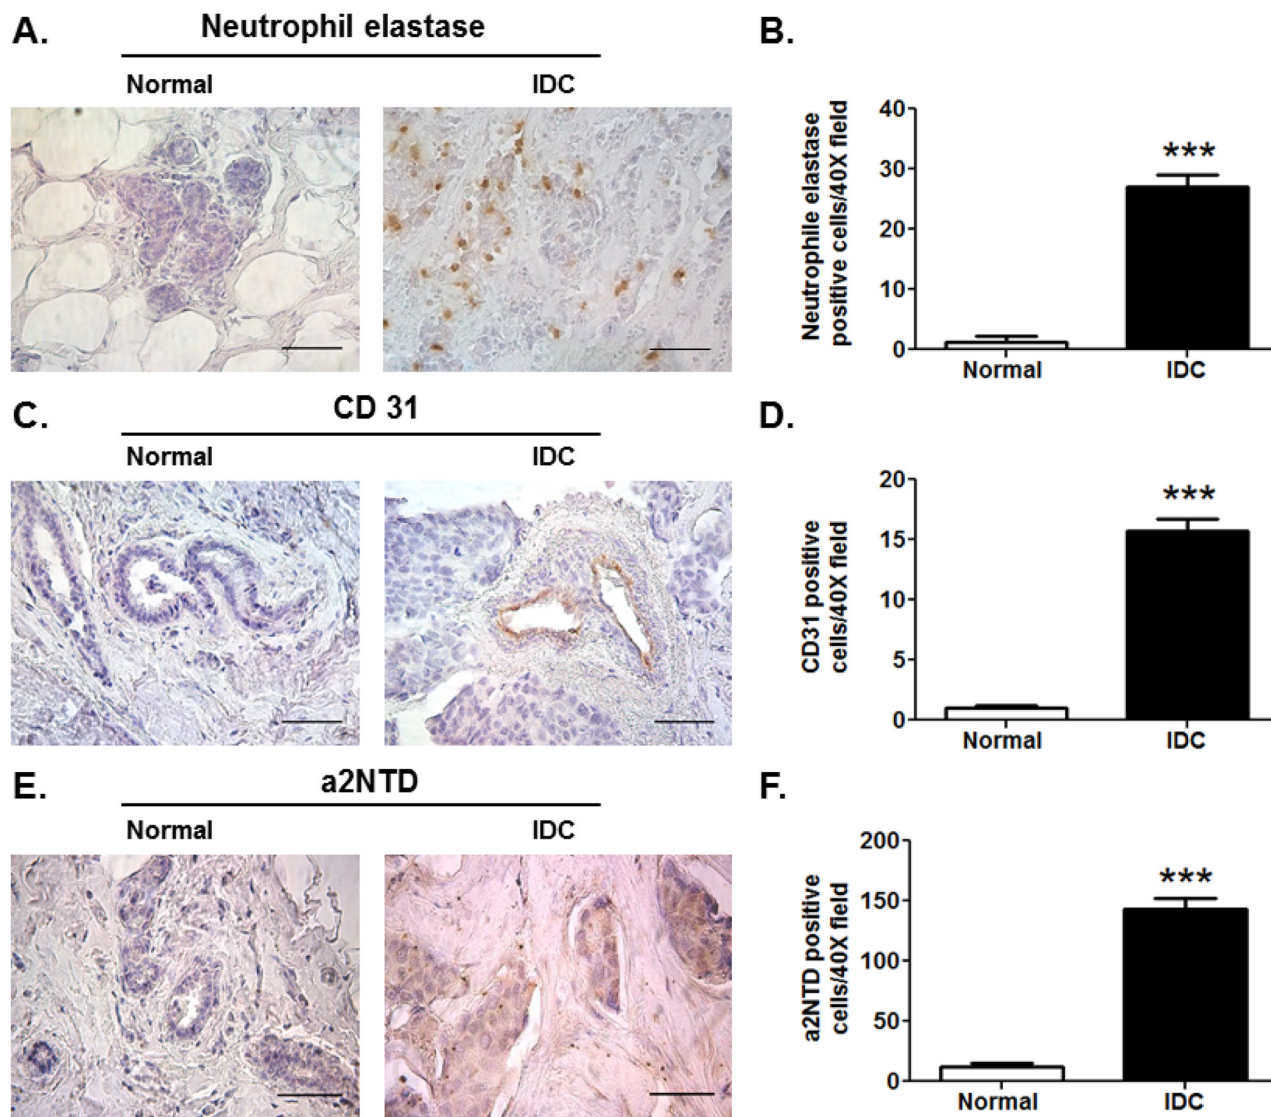 A.
Neutrophil elastase
Normal
IDC
B.
Neutrophile elastase
positive cells/40X field
40
30
20
10
0
***
Normal
IDC
C.
CD 31
Normal
IDC
D.
CD31 positive
cells/40X field
20
15
10
5
0
***
Normal
IDC
E.
a2NTD
Normal
IDC
F.
a2NTD positive
cells/40X field
200
150
100
50
0
***
Normal
IDC